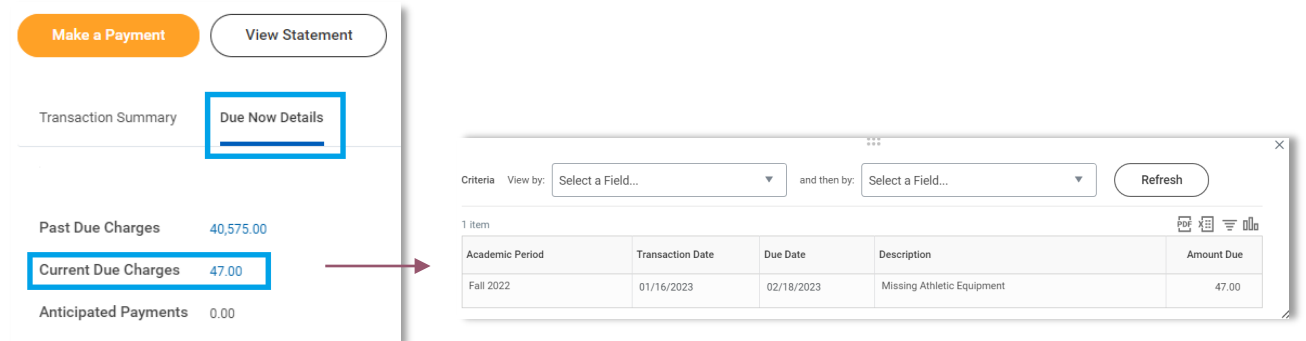 Make a Payment View Statement
Transaction Summary Due Now Details
Past Due Charges 40,575.00
Current Due Charges 47.00
Anticipated Payments 0.00
Criteria View by: Select a Field... and then by: Select a Field... Refresh
1 item
PDF
Academic Period Transaction Date Due Date Description Amount Due
Fall 2022 01/16/2023 02/18/2023 Missing Athletic Equipment 47.00